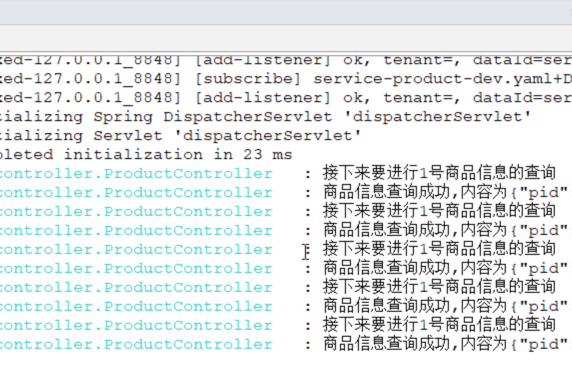 xed-127.0.0.1_8848] [add-listener] ok, tenant=, dataId=ser
xed-127.0.0.1_8848] [subscribe] service-product-dev.yaml+D
xed-127.0.0.1_8848] [add-listener] ok, tenant=, dataId=ser
tializing Spring DispatcherServlet 'dispatcherServlet'
tializing Servlet 'dispatcherServlet'
pleted initialization in 23 ms
controller.ProductController : 接下来要进行1号商品信息的查询
controller.ProductController : 商品信息查询成功,内容为{"pid"
controller.ProductController : 接下来要进行1号商品信息的查询
controller.ProductController : 商品信息查询成功,内容为{"pid"
controller.ProductController : 接下来要进行1号商品信息的查询
controller.ProductController : 商品信息查询成功,内容为{"pid"
controller.ProductController : 接下来要进行1号商品信息的查询
controller.ProductController : 商品信息查询成功,内容为{"pid"
controller.ProductController : 接下来要进行1号商品信息的查询
controller.ProductController : 商品信息查询成功,内容为{"pid"